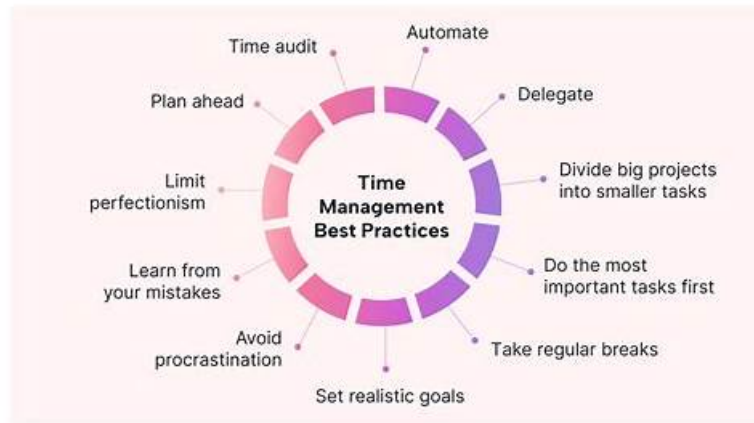 Time Management Best Practices
Automate
Delegate
Divide big projects
into smaller tasks
Do the most
important tasks first
Take regular breaks
Set realistic goals
Avoid
procrastination
Learn from
your mistakes
Limit
perfectionism
Plan ahead
Time audit